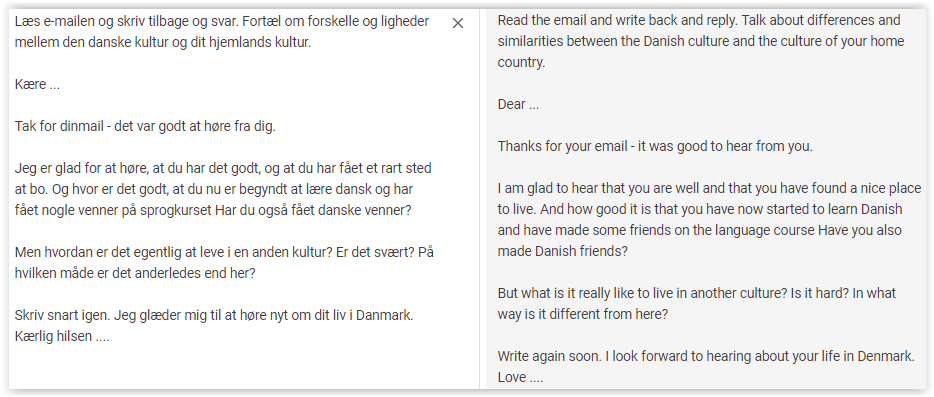 Læs e-mailen og skriv tilbage og svar. Fortæl om forskelle og ligheder
mellem den danske kultur og dit hjemlands kultur.
Kære ...
Tak for dinmail - det var godt at høre fra dig.
Jeg er glad for at høre, at du har det godt, og at du har fået et rart sted
at bo. Og hvor er det godt, at du nu er begyndt at lære dansk og har
fået nogle venner på sprogkurset Har du også fået danske venner?
Men hvordan er det egentlig at leve i en anden kultur? Er det svært? På
hvilken måde er det anderledes end her?
Skriv snart igen. Jeg glæder mig til at høre nyt om dit liv i Danmark.
Kærlig hilsen ....
Read the email and write back and reply. Talk about differences and
similarities between the Danish culture and the culture of your home
country.
Dear ...
Thanks for your email - it was good to hear from you.
I am glad to hear that you are well and that you have found a nice place
to live. And how good it is that you have now started to learn Danish
and have made some friends on the language course Have you also
made Danish friends?
But what is it really like to live in another culture? Is it hard? In what
way is it different from here?
Write again soon. I look forward to hearing about your life in Denmark.
Love ....